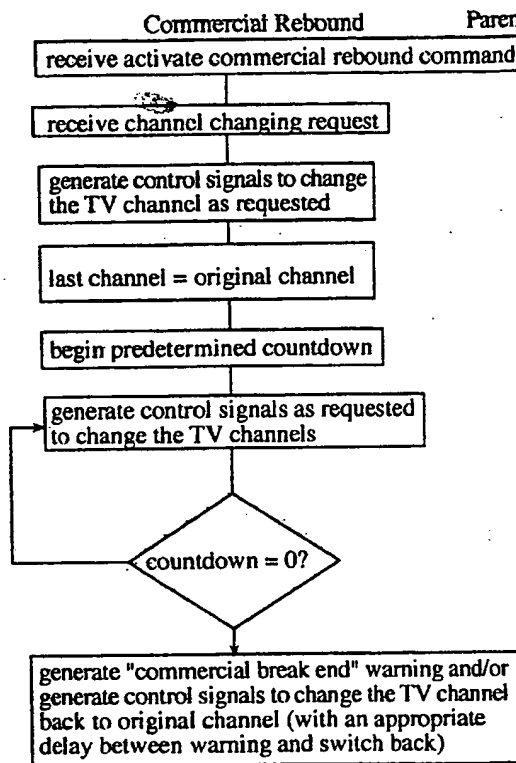 Commercial Rebound
Paren
receive activate commercial rebound command
receive channel changing request
generate control signals to change
the TV channel as requested
last channel = original channel
begin predetermined countdown
generate control signals as requested
to change the TV channels
countdown = 0?
generate "commercial break end" warning and/or
generate control signals to change the TV channel
back to original channel (with an appropriate
delay between warning and switch back)